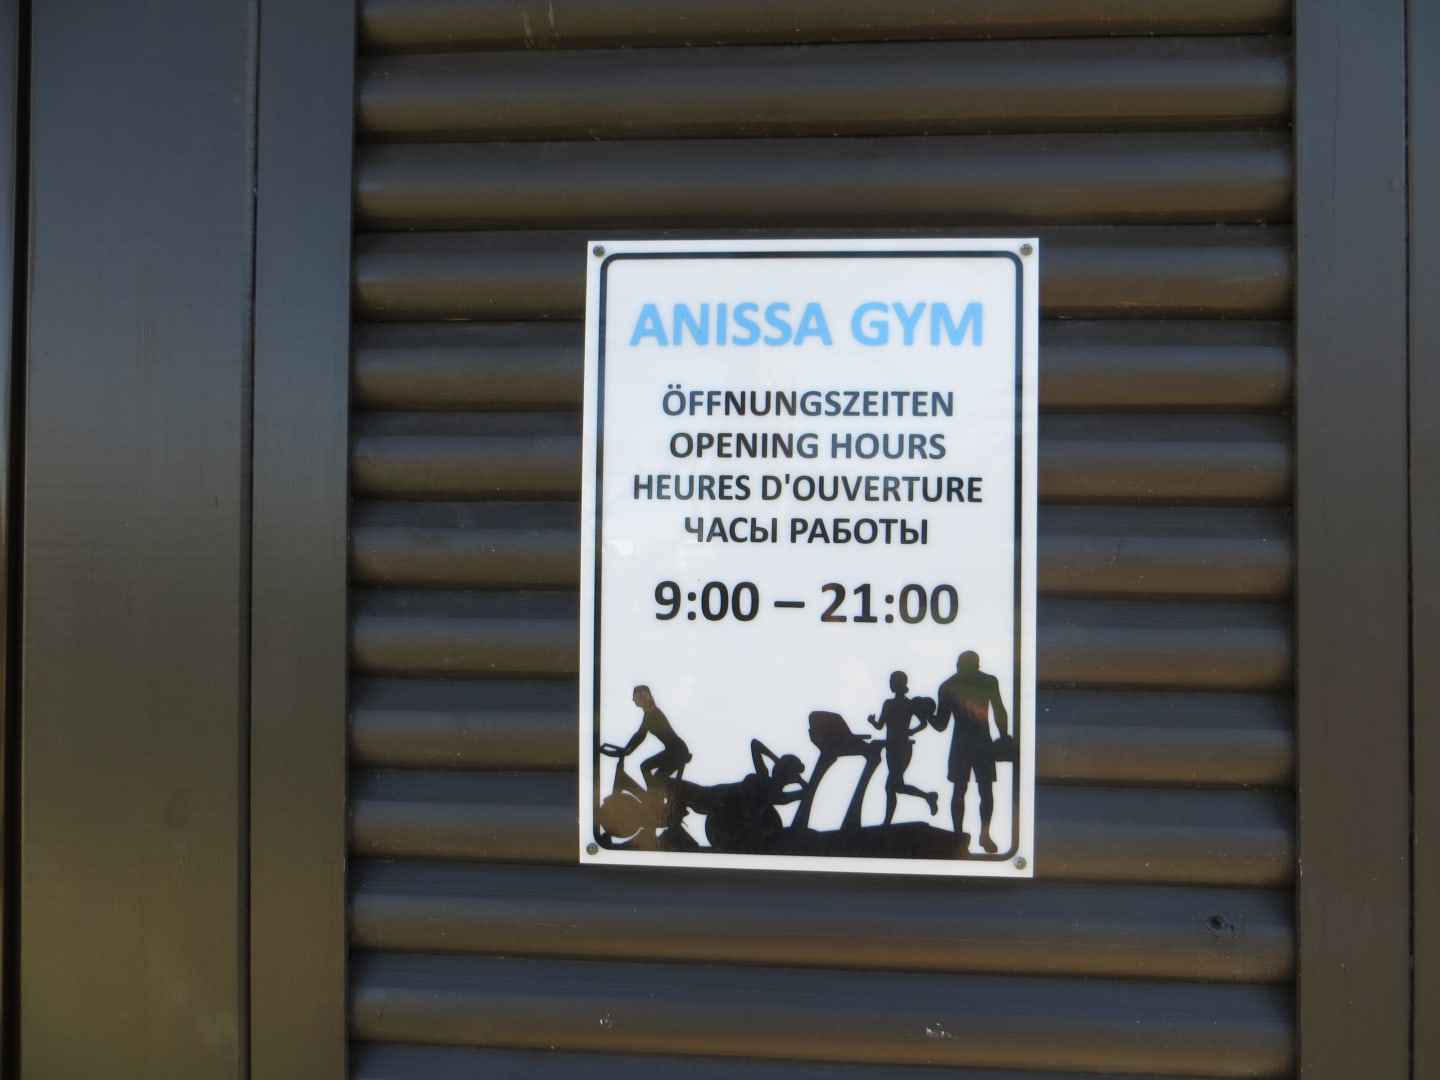 ANISSA GYM
ÖFFNUNGSZEITEN
OPENING HOURS
HEURES D'OUVERTURE
ЧАСЫ РАБОТЫ
9:00 – 21:00